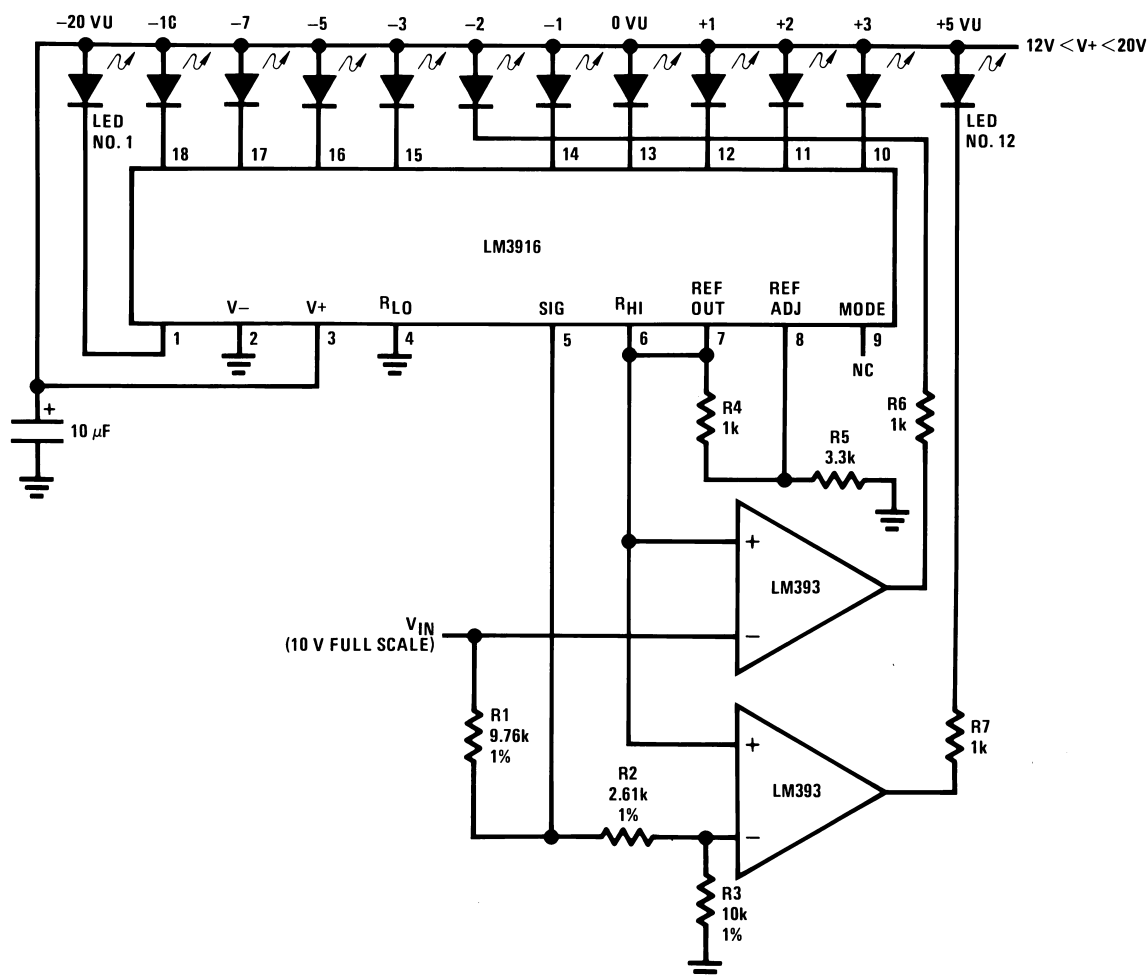 −20 VU −1C −7 −5 −3 −2 −1 0 VU +1 +2 +3 +5 VU
12V < V+ < 20V
LED
NO. 1
LED
NO. 12
18 17 16 15 14 13 12 11 10
LM3916
V− V+ RLO SIG RHI REF OUT REF ADJ MODE
1 2 3 4 5 6 7 8 9
NC
+
10 μF
R4
1k
R5
3.3k
R6
1k
+
LM393
−
VIN
(10 V FULL SCALE)
R1
9.76k
1%
R2
2.61k
1%
+
LM393
−
R7
1k
R3
10k
1%